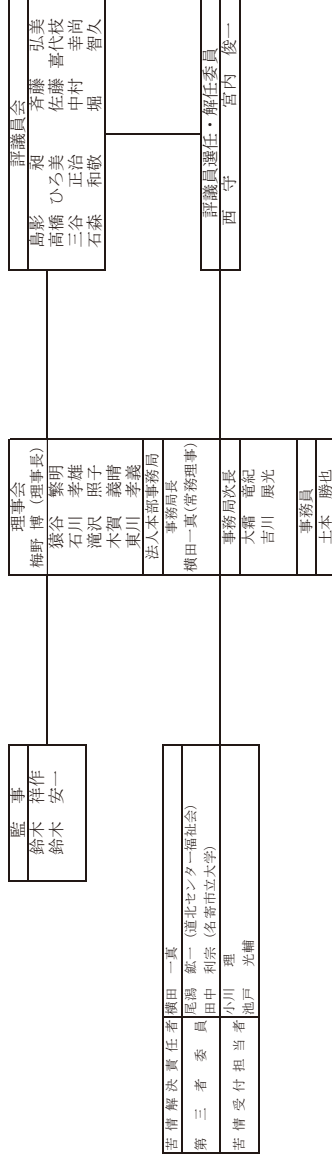 監　事
鈴木　祥作
鈴木　安一
理事会
梅野 博(理事長)
猿谷　繁明
石川　孝雄
滝沢　照子
木賀　義晴
東川　孝義
法人本部事務局
事務局長
横田一真(常務理事)
事務局次長
大霜　竜紀
吉川　展光
事務員
土本　勝也
評議員会
島影　昶　斉藤　弘美
高橋　ひろ美　佐藤　喜代枝
三谷　正治　中村　幸尚
石森　和敬　堀　智久
評議員選任・解任委員
西　守　宮内　俊一
苦情解決責任者 横田　一真
第三者委員 尾潟　鉱一（道北センター福祉会）
田中　利宗（名寄市立大学）
苦情受付担当者 小川　理
池戸　光輔